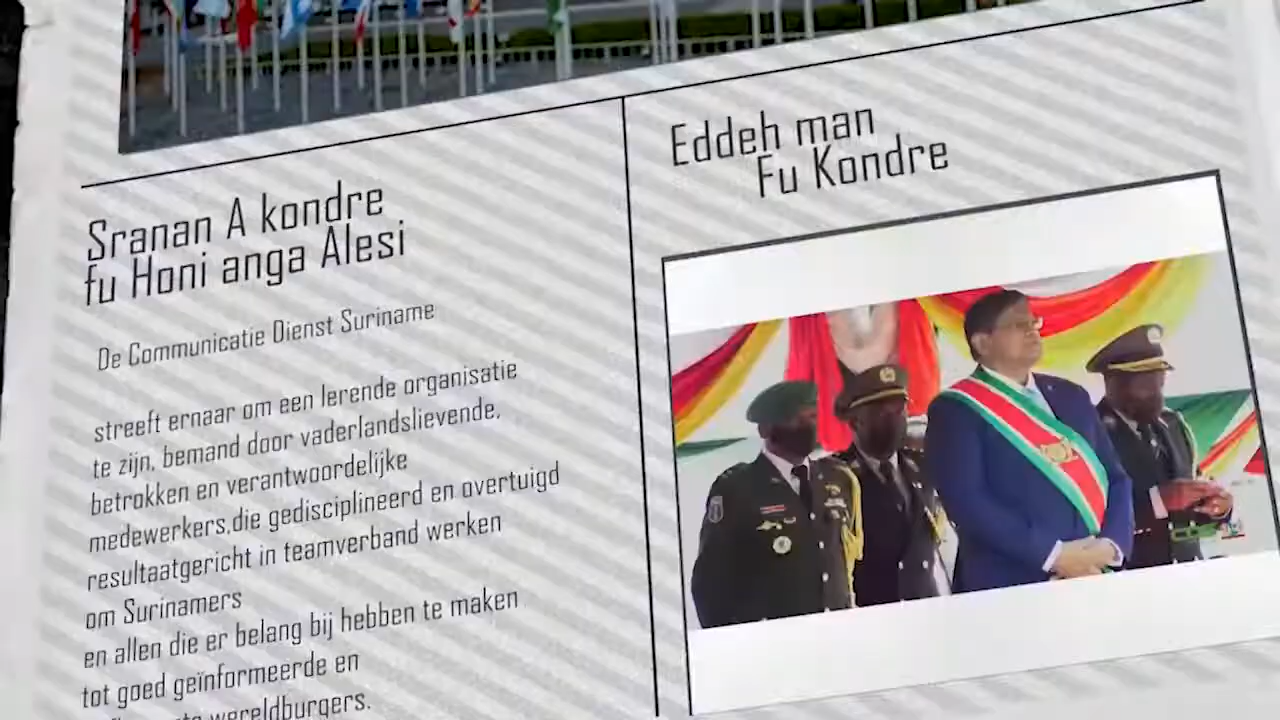 Sranan A kondre
fu Honi anga Alesi
De Communicatie Dienst Suriname
streeft ernaar om een lerende organisatie
te zijn, bemand door vaderlandslievende,
betrokken en verantwoordelijke
medewerkers,die gedisciplineerd en overtuigd
resultaatgericht in teamverband werken
om Surinamers
en allen die er belang bij hebben te maken
tot goed geïnformeerde en
wereldburgers.
Eddeh man
Fu Kondre